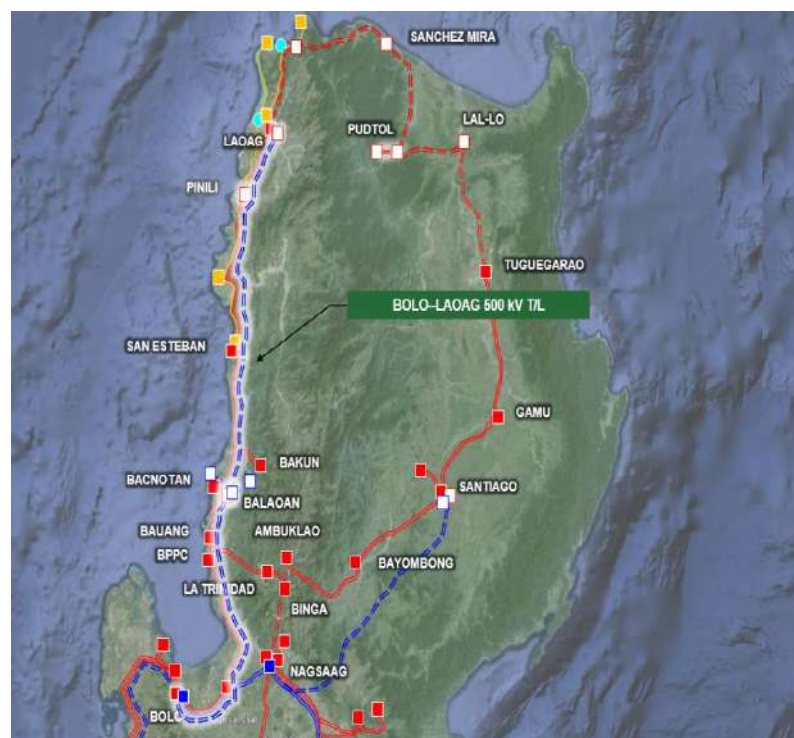 SANCHEZ MIRA
LAL-LO
PUDTOL
LAOAG
PINILI
TUGUEGARAO
BOLO–LAOAG 500 kV T/L
SAN ESTEBAN
GAMU
BAKUN
SANTIAGO
BACNOTAN
BALAOAN
BAUANG
AMBUKLAO
BPPC
BAYOMBONG
LA TRINIDAD
BINGA
NAGSAAG
BOLO